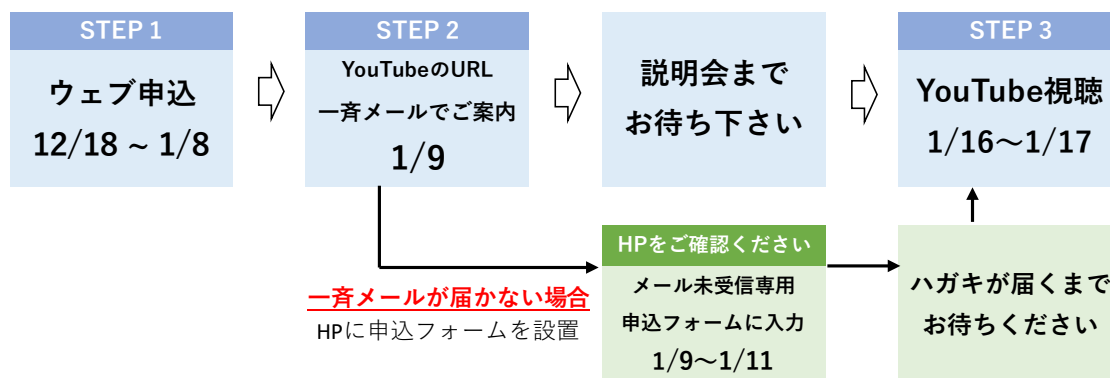 STEP 1
ウェブ申込
12/18 ~ 1/8
STEP 2
YouTubeのURL
一斉メールでご案内
1/9
説明会まで
お待ち下さい
STEP 3
YouTube視聴
1/16～1/17
一斉メールが届かない場合
HPに申込フォームを設置
HPをご確認ください
メール未受信専用
申込フォームに入力
1/9～1/11
ハガキが届くまで
お待ちください